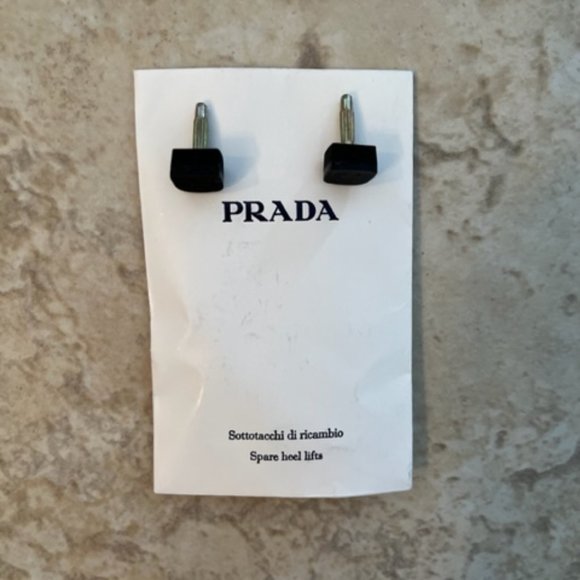 PRADA
Sottotacchi di ricambio
Spare heel lifts